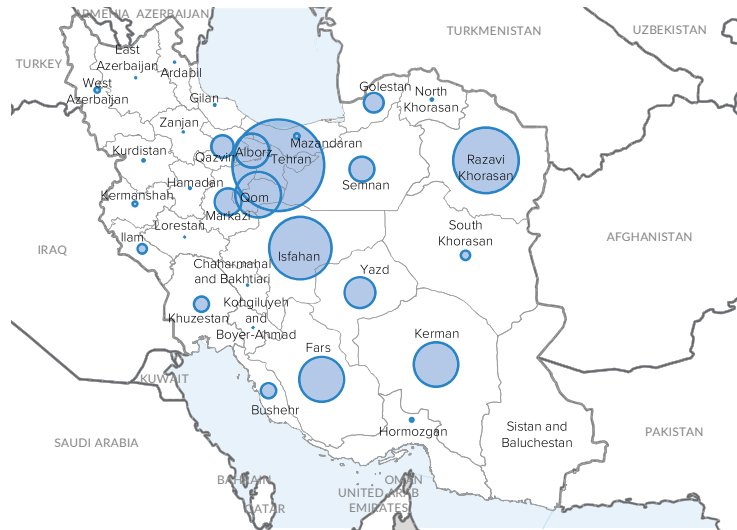 ARMENIA
AZERBAIJAN
TURKMENISTAN
UZBEKISTAN
TURKEY
East
Azerbaijan
Ardabil
West
Azerbaijan
Gilan
Golestan
North
Khorasan
Zanjan
Mazandaran
Kurdistan
Qazvin
Alborz
Tehran
Razavi
Khorasan
Hamadan
Semnan
Kermanshah
Qom
Markazi
Lorestan
Ilam
South
Khorasan
IRAQ
AFGHANISTAN
Isfahan
Chaharmahal
and Bakhtiari
Yazd
Khuzestan
Kohgiluyeh
and
Boyer-Ahmad
Fars
Kerman
KUWAIT
Bushehr
Hormozgan
Sistan and
Baluchestan
SAUDI ARABIA
PAKISTAN
BAHRAIN
OMAN
UNITED ARAB
EMIRATES
QATAR